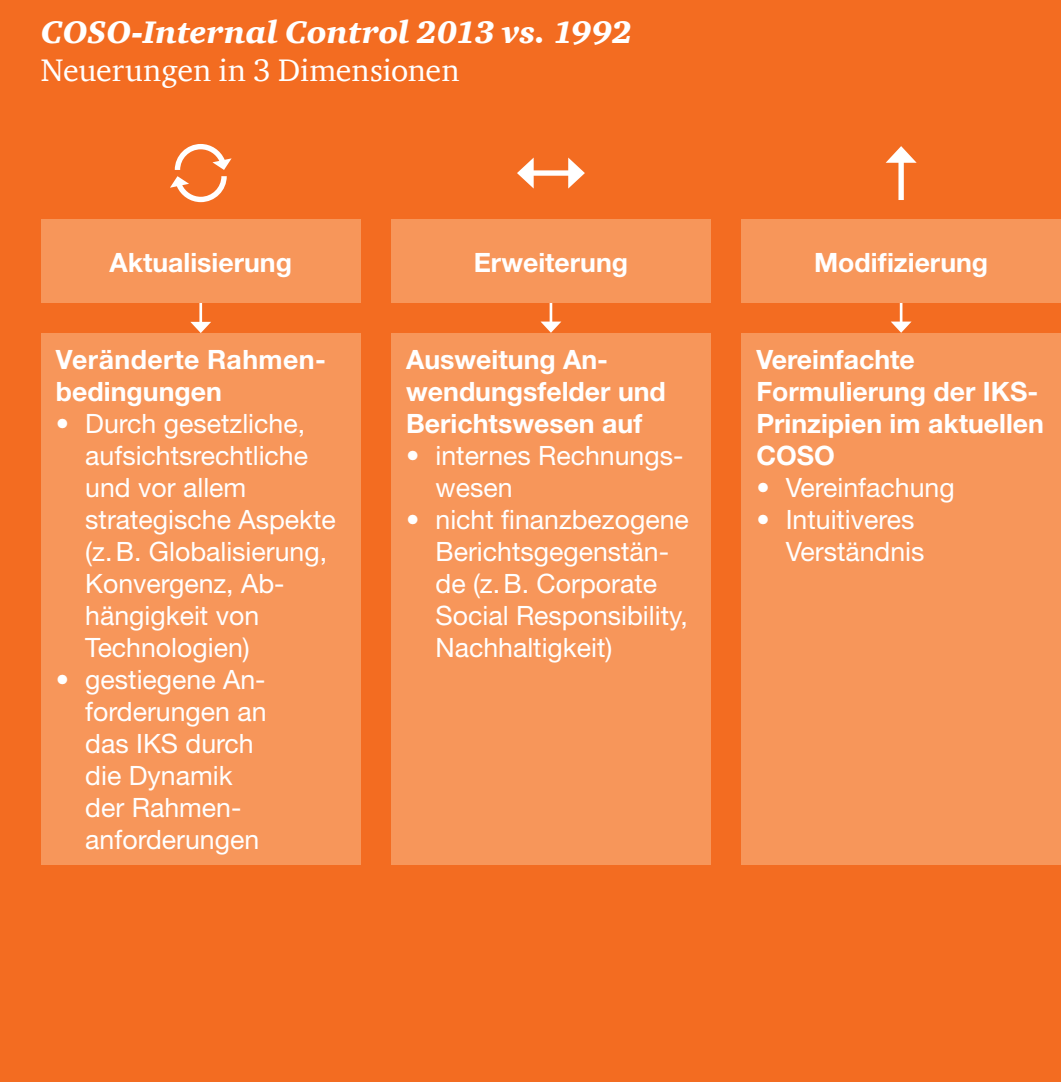 COSO-Internal Control 2013 vs. 1992
Neuerungen in 3 Dimensionen
Aktualisierung
Veränderte Rahmen-
bedingungen
• Durch gesetzliche,
aufsichtsrechtliche
und vor allem
strategische Aspekte
(z. B. Globalisierung,
Konvergenz, Ab-
hängigkeit von
Technologien)
• gestiegene An-
forderungen an
das IKS durch
die Dynamik
der Rahmen-
anforderungen
Erweiterung
Ausweitung An-
wendungsfelder und
Berichtswesen auf
• internes Rechnungs-
wesen
• nicht finanzbezogene
Berichtsgegenstän-
de (z. B. Corporate
Social Responsibility,
Nachhaltigkeit)
Modifizierung
Vereinfachte
Formulierung der IKS-
Prinzipien im aktuellen
COSO
• Vereinfachung
• Intuitiveres
Verständnis